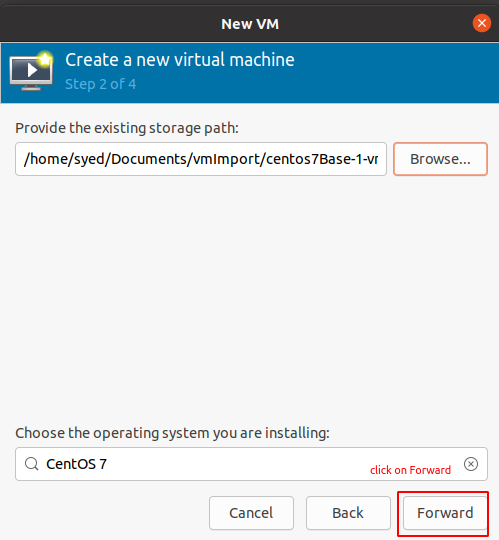 New VM
Create a new virtual machine
Step 2 of 4
Provide the existing storage path:
/home/syed/Documents/vmImport/centos7Base-1-vr
Browse...
Choose the operating system you are installing:
CentOS 7
click on Forward
Cancel
Back
Forward